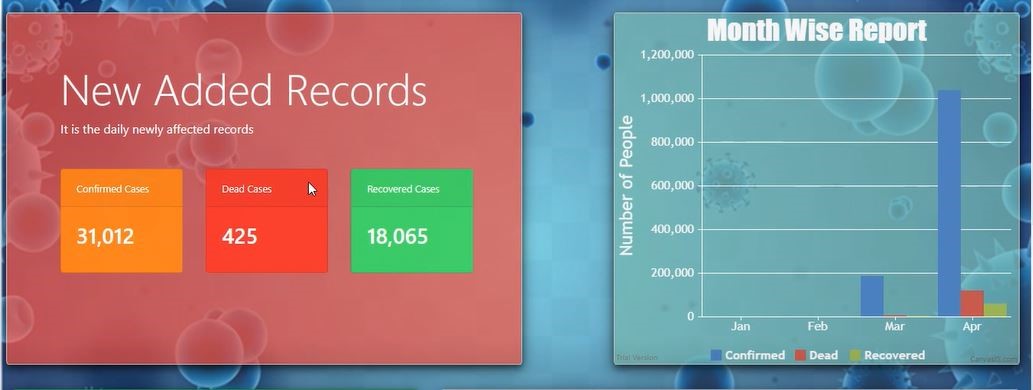 New Added Records
It is the daily newly affected records
Confirmed Cases
Dead Cases
Recovered Cases
31,012
425
18,065
Month Wise Report
Number of People
1,200,000
1,000,000
800,000
600,000
400,000
200,000
0
Jan Feb Mar Apr
Confirmed Dead Recovered
Trial Version
CanvasJS.com